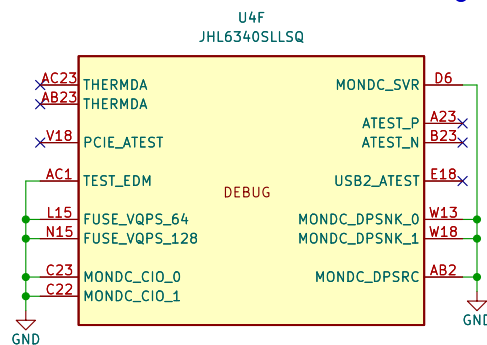 U4F
JHL6340SLLSQ
AC23 THERMDA MONDC_SVR D6
AB23 THERMDA
ATEST_P A23
V18 PCIE_ATEST ATEST_N B23
AC1 TEST_EDM USB2_ATEST E18
DEBUG
L15 FUSE_VQPS_64 MONDC_DPSNK_0 W13
N15 FUSE_VQPS_128 MONDC_DPSNK_1 W18
C23 MONDC_CIO_0 MONDC_DPSRC AB2
C22 MONDC_CIO_1
GND
GND